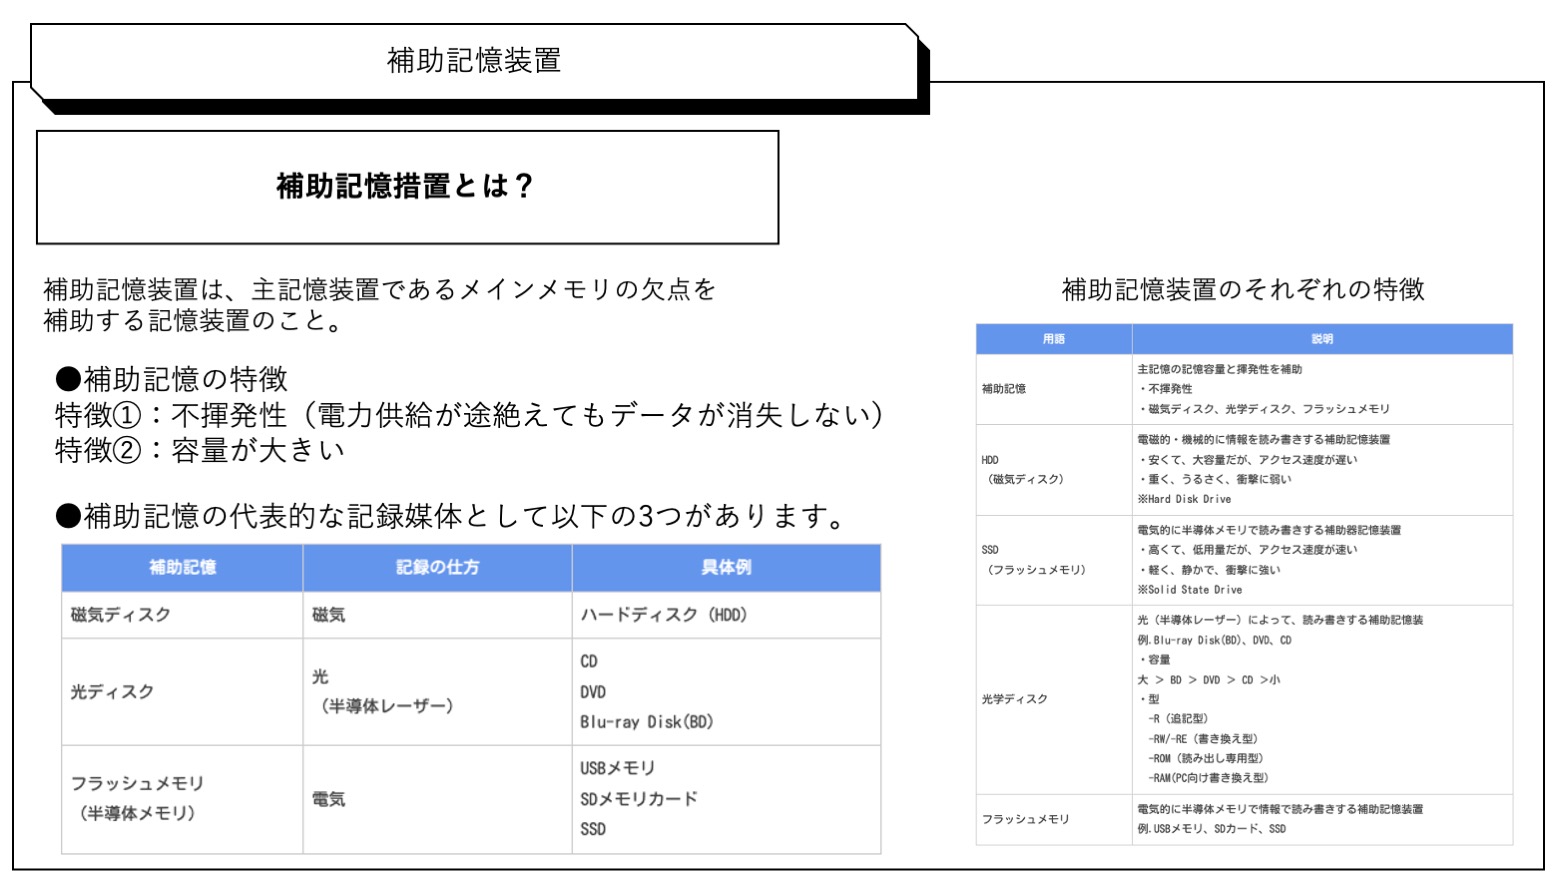 補助記憶装置
補助記憶措置とは？
補助記憶装置は、主記憶装置であるメインメモリの欠点を
補助する記憶装置のこと。
●補助記憶の特徴
特徴①：不揮発性（電力供給が途絶えてもデータが消失しない）
特徴②：容量が大きい
●補助記憶の代表的な記録媒体として以下の3つがあります。
補助記憶 記録の仕方 具体例
磁気ディスク 磁気 ハードディスク（HDD）
光ディスク
光
（半導体レーザー）
CD
DVD
Blu-ray Disk(BD)
フラッシュメモリ
（半導体メモリ）
電気
USBメモリ
SDメモリカード
SSD
補助記憶装置のそれぞれの特徴
用語 説明
補助記憶
主記憶の記憶容量と揮発性を補助
・不揮発性
・磁気ディスク、光学ディスク、フラッシュメモリ
HDD
（磁気ディスク）
電磁的・機械的に情報を読み書きする補助記憶装置
・安くて、大容量だが、アクセス速度が遅い
・重く、うるさく、衝撃に弱い
※Hard Disk Drive
SSD
（フラッシュメモリ）
電気的に半導体メモリで読み書きする補助器記憶装置
・高くて、低用量だが、アクセス速度が速い
・軽く、静かで、衝撃に強い
※Solid State Drive
光学ディスク
光（半導体レーザー）によって、読み書きする補助記憶装
例.Blu-ray Disk(BD)、DVD、CD
・容量
大 > BD > DVD > CD >小
・型
-R（追記型）
-RW/-RE（書き換え型）
-ROM（読み出し専用型）
-RAM(PC向け書き換え型)
フラッシュメモリ
電気的に半導体メモリで情報で読み書きする補助記憶装置
例.USBメモリ、SDカード、SSD